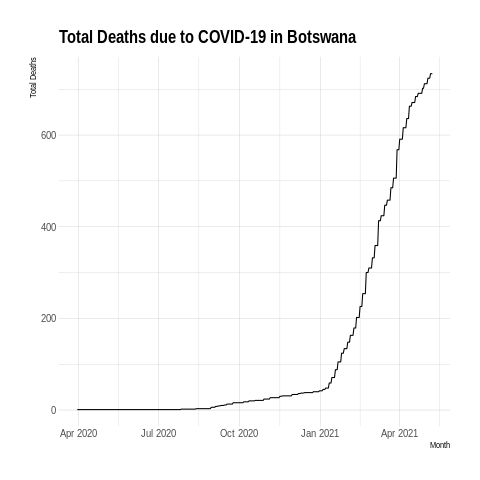 Total Deaths due to COVID-19 in Botswana
Total Deaths
600
400
200
0
Apr 2020 Jul 2020 Oct 2020 Jan 2021 Apr 2021
Month